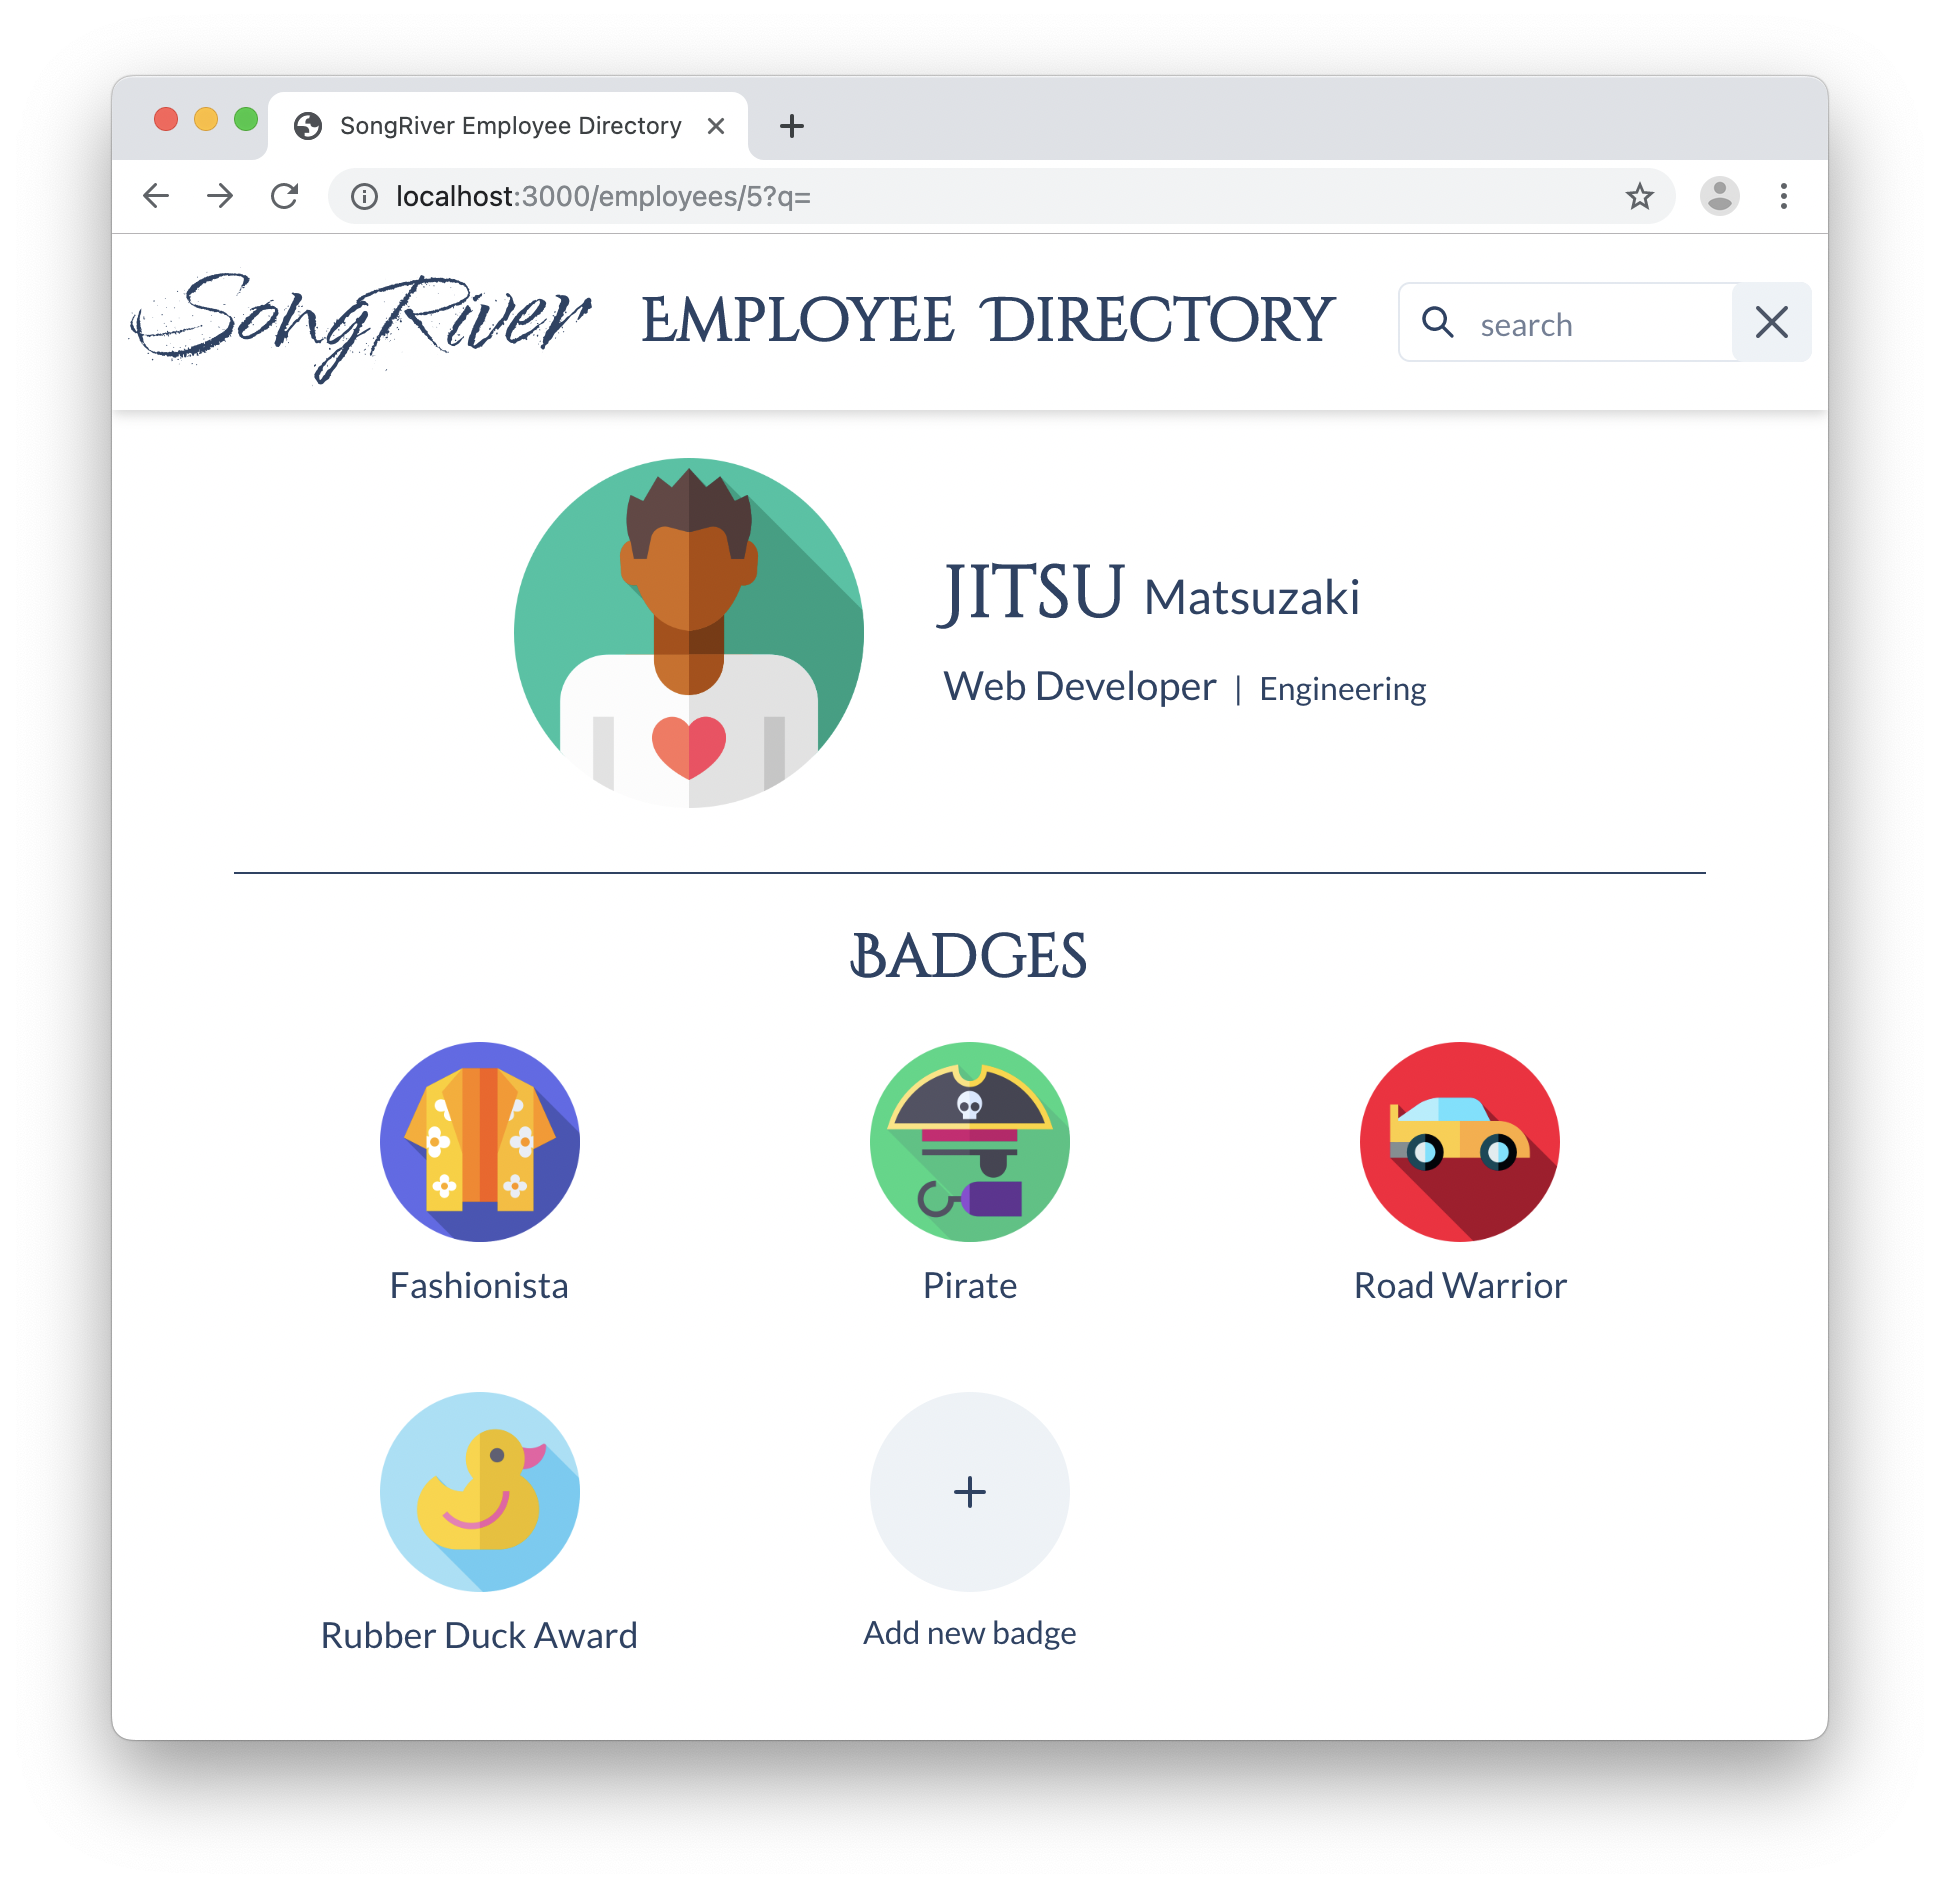 SongRiver Employee Directory
localhost:3000/employees/5?q=
SongRiver EMPLOYEE DIRECTORY search
JITSU Matsuzaki
Web Developer | Engineering
BADGES
Fashionista Pirate Road Warrior
Rubber Duck Award Add new badge